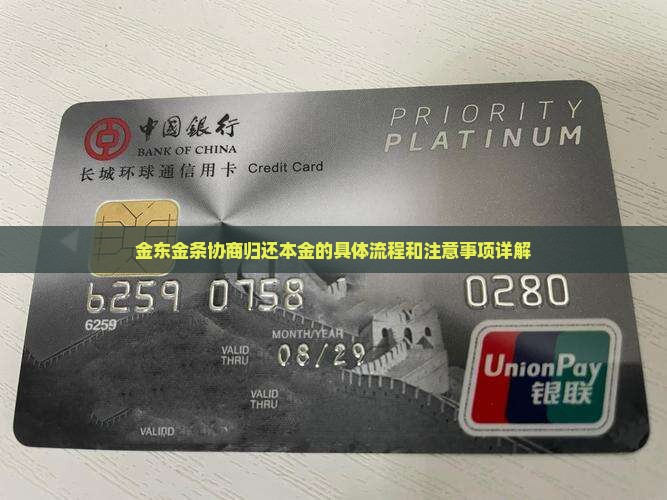 中国銀行
BANK OF CHINA
长城环球通信用卡 Credit Card
PRIORITY
PLATINUM
金东金条协商归还本金的具体流程和注意事项详解
6259 0758 0280
6259
MONTH/YEAR
VALID
THRU
08/29
VALID
THRU
VALID
UnionPay
银联